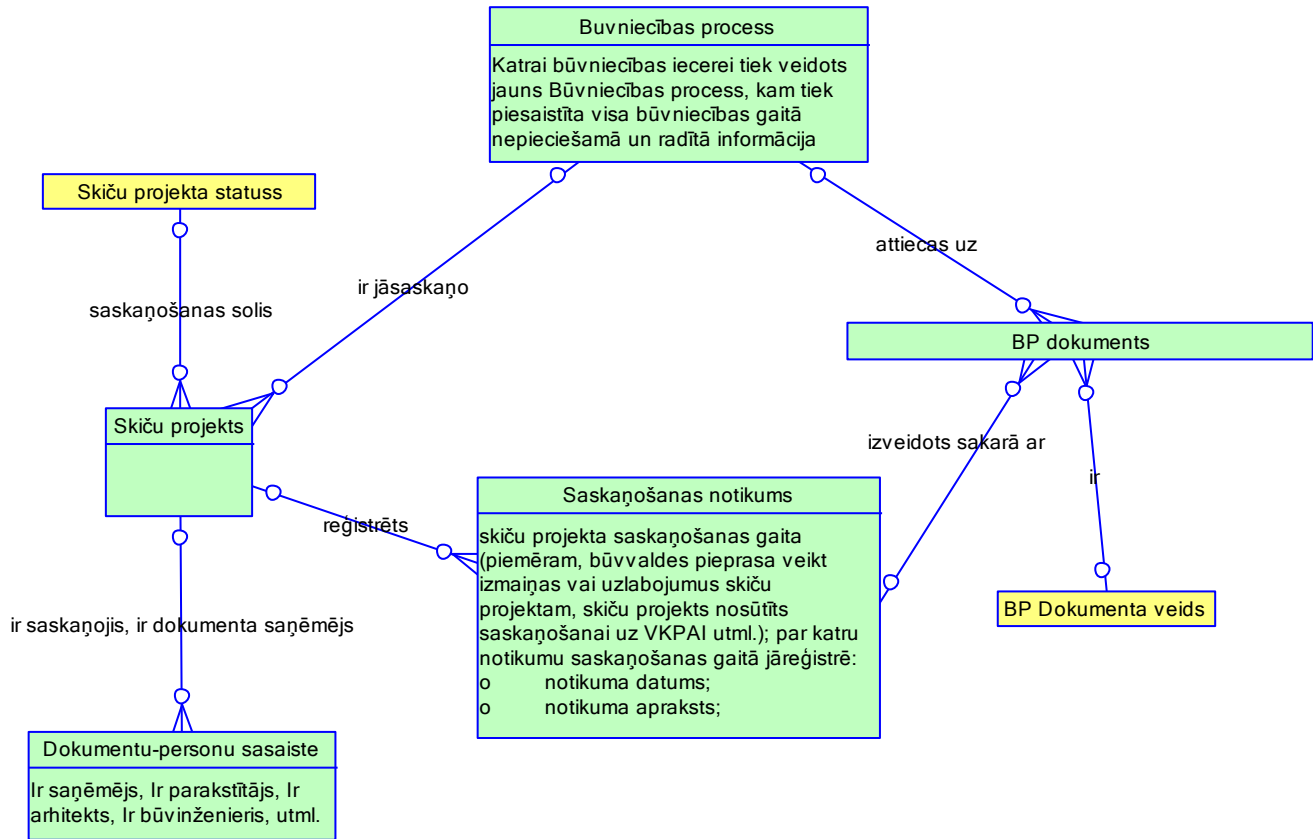 Buvniecības process
Katrai būvniecības iecerei tiek veidots
jauns Būvniecības process, kam tiek
piesaistīta visa būvniecības gaitā
nepieciešamā un radītā informācija
Skiču projekta statuss
attiecas uz
ir jāsaskaņo
saskaņošanas solis
BP dokuments
Skiču projekts
izveidots sakarā ar
ir
reģistrēts
Saskaņošanas notikums
skiču projekta saskaņošanas gaita
(piemēram, būvvaldes pieprasa veikt
izmaiņas vai uzlabojumus skiču
projektam, skiču projekts nosūtīts
saskaņošanai uz VKPAI utml.); par katru
notikumu saskaņošanas gaitā jāreģistrē:
o notikuma datums;
o notikuma apraksts;
BP Dokumenta veids
ir saskaņojis, ir dokumenta saņēmējs
Dokumentu-personu sasaiste
Ir saņēmējs, Ir parakstītājs, Ir
arhitekts, Ir būvinženieris, utml.